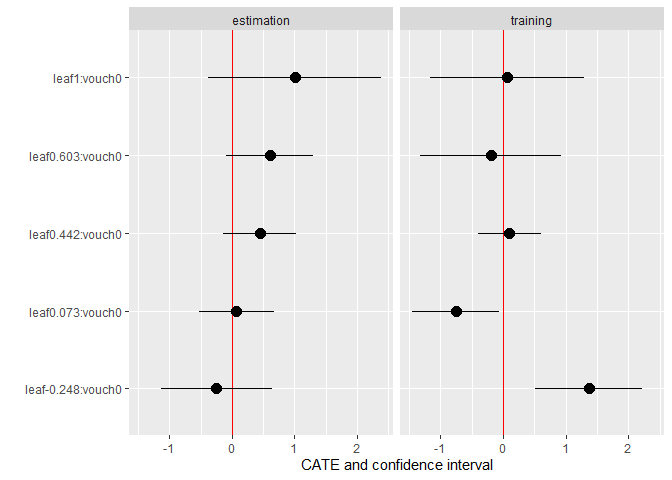 estimation training
leaf1:vouch0
leaf0.603:vouch0
leaf0.442:vouch0
leaf0.073:vouch0
leaf-0.248:vouch0
-1 0 1 2 -1 0 1 2
CATE and confidence interval